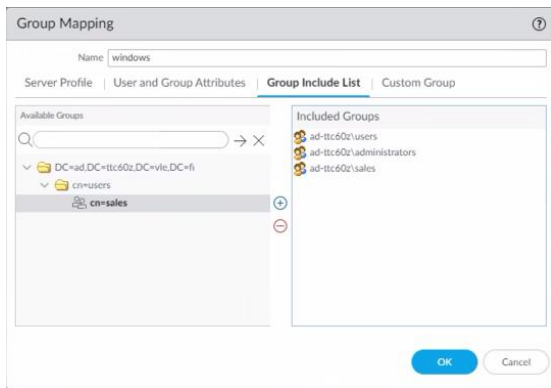 Group Mapping
Name windows
Server Profile | User and Group Attributes | Group Include List | Custom Group
Available Groups
DC=ad,DC=ttc60z,DC=vle,DC=fi
cn=users
cn=sales
Included Groups
ad-ttc60z\users
ad-ttc60z\administrators
ad-ttc60z\sales
OK Cancel